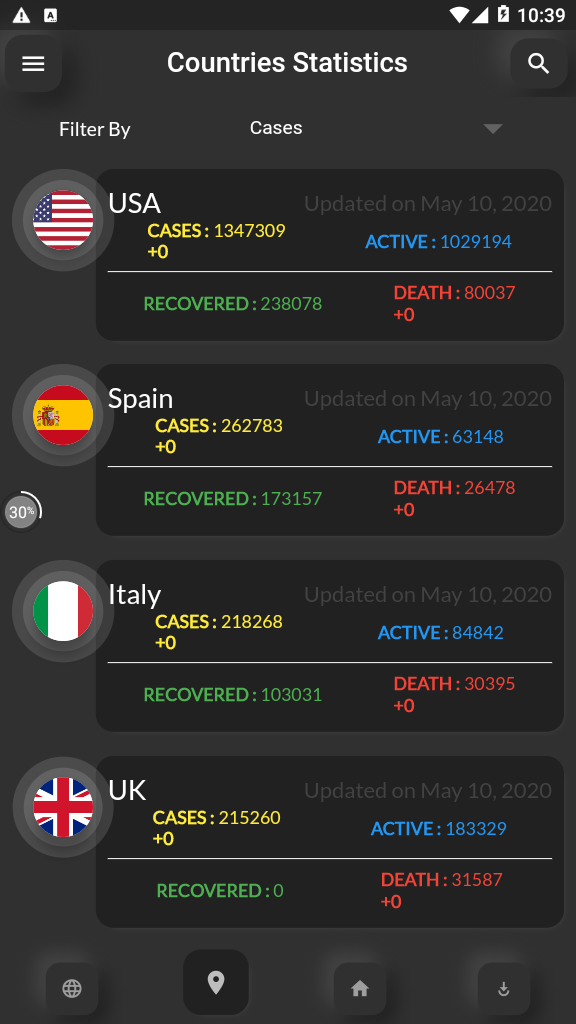 10:39
Countries Statistics
Filter By Cases
USA Updated on May 10, 2020
CASES : 1347309 ACTIVE : 1029194
+0
RECOVERED : 238078 DEATH : 80037
+0
Spain Updated on May 10, 2020
CASES : 262783 ACTIVE : 63148
+0
RECOVERED : 173157 DEATH : 26478
+0
30%
Italy Updated on May 10, 2020
CASES : 218268 ACTIVE : 84842
+0
RECOVERED : 103031 DEATH : 30395
+0
UK Updated on May 10, 2020
CASES : 215260 ACTIVE : 183329
+0
RECOVERED : 0 DEATH : 31587
+0